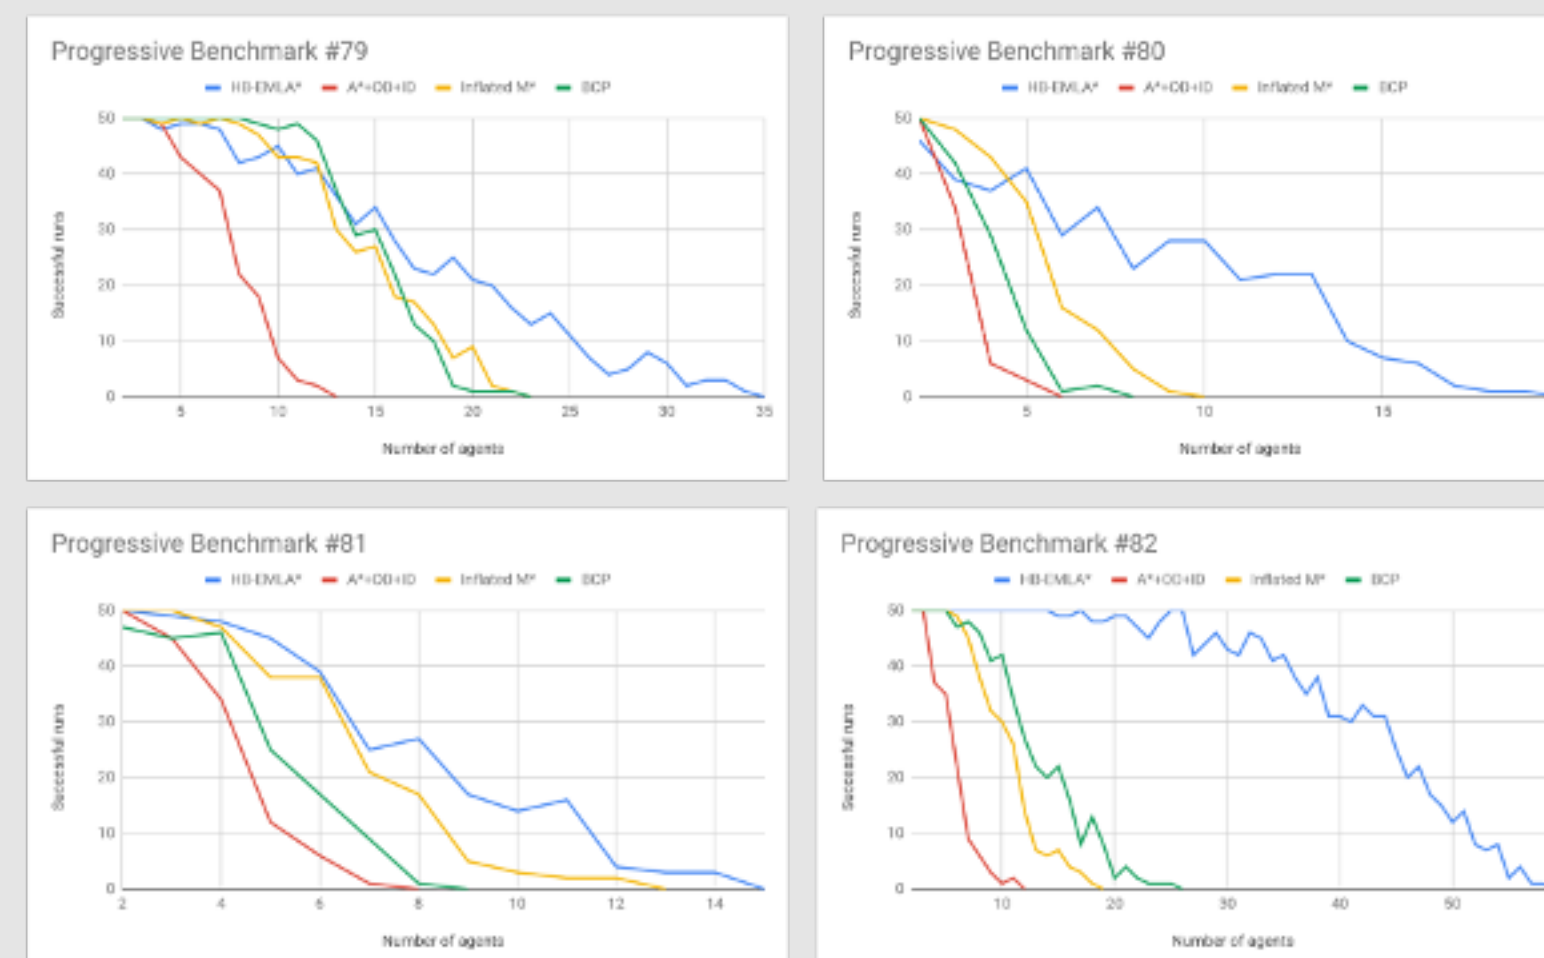 Progressive Benchmark #79
HB-EMLA* A*+OD+ID Inflated M* BCP
50
40
30
20
10
0
Successful runs
5 10 15 20 25 30 35
Number of agents
Progressive Benchmark #80
HB-EMLA* A*+OD+ID Inflated M* BCP
50
40
30
20
10
0
Successful runs
5 10 15
Number of agents
Progressive Benchmark #81
HB-EMLA* A*+OD+ID Inflated M* BCP
50
40
30
20
10
0
Successful runs
2 4 6 8 10 12 14
Number of agents
Progressive Benchmark #82
HB-EMLA* A*+OD+ID Inflated M* BCP
50
40
30
20
10
0
Successful runs
10 20 30 40 50
Number of agents